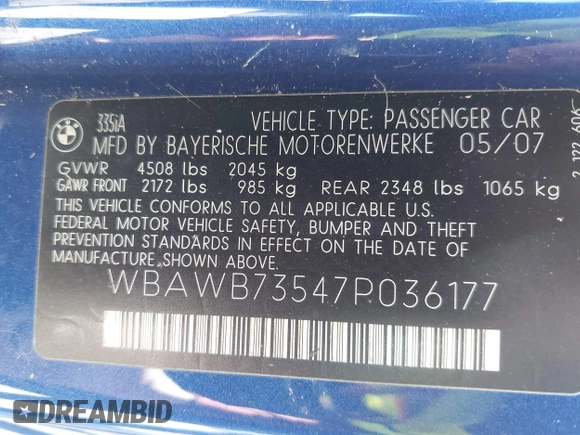 BMW
335iA
VEHICLE TYPE: PASSENGER CAR
MFD BY BAYERISCHE MOTORENWERKE 05/07
GVWR 4508 lbs 2045 kg
GAWR FRONT 2172 lbs 985 kg REAR 2348 lbs 1065 kg
THIS VEHICLE CONFORMS TO ALL APPLICABLE U.S.
FEDERAL MOTOR VEHICLE SAFETY, BUMPER AND THEFT
PREVENTION STANDARDS IN EFFECT ON THE DATE OF
MANUFACTURE SHOWN ABOVE.
WBAWB73547P036177
DREAMBID